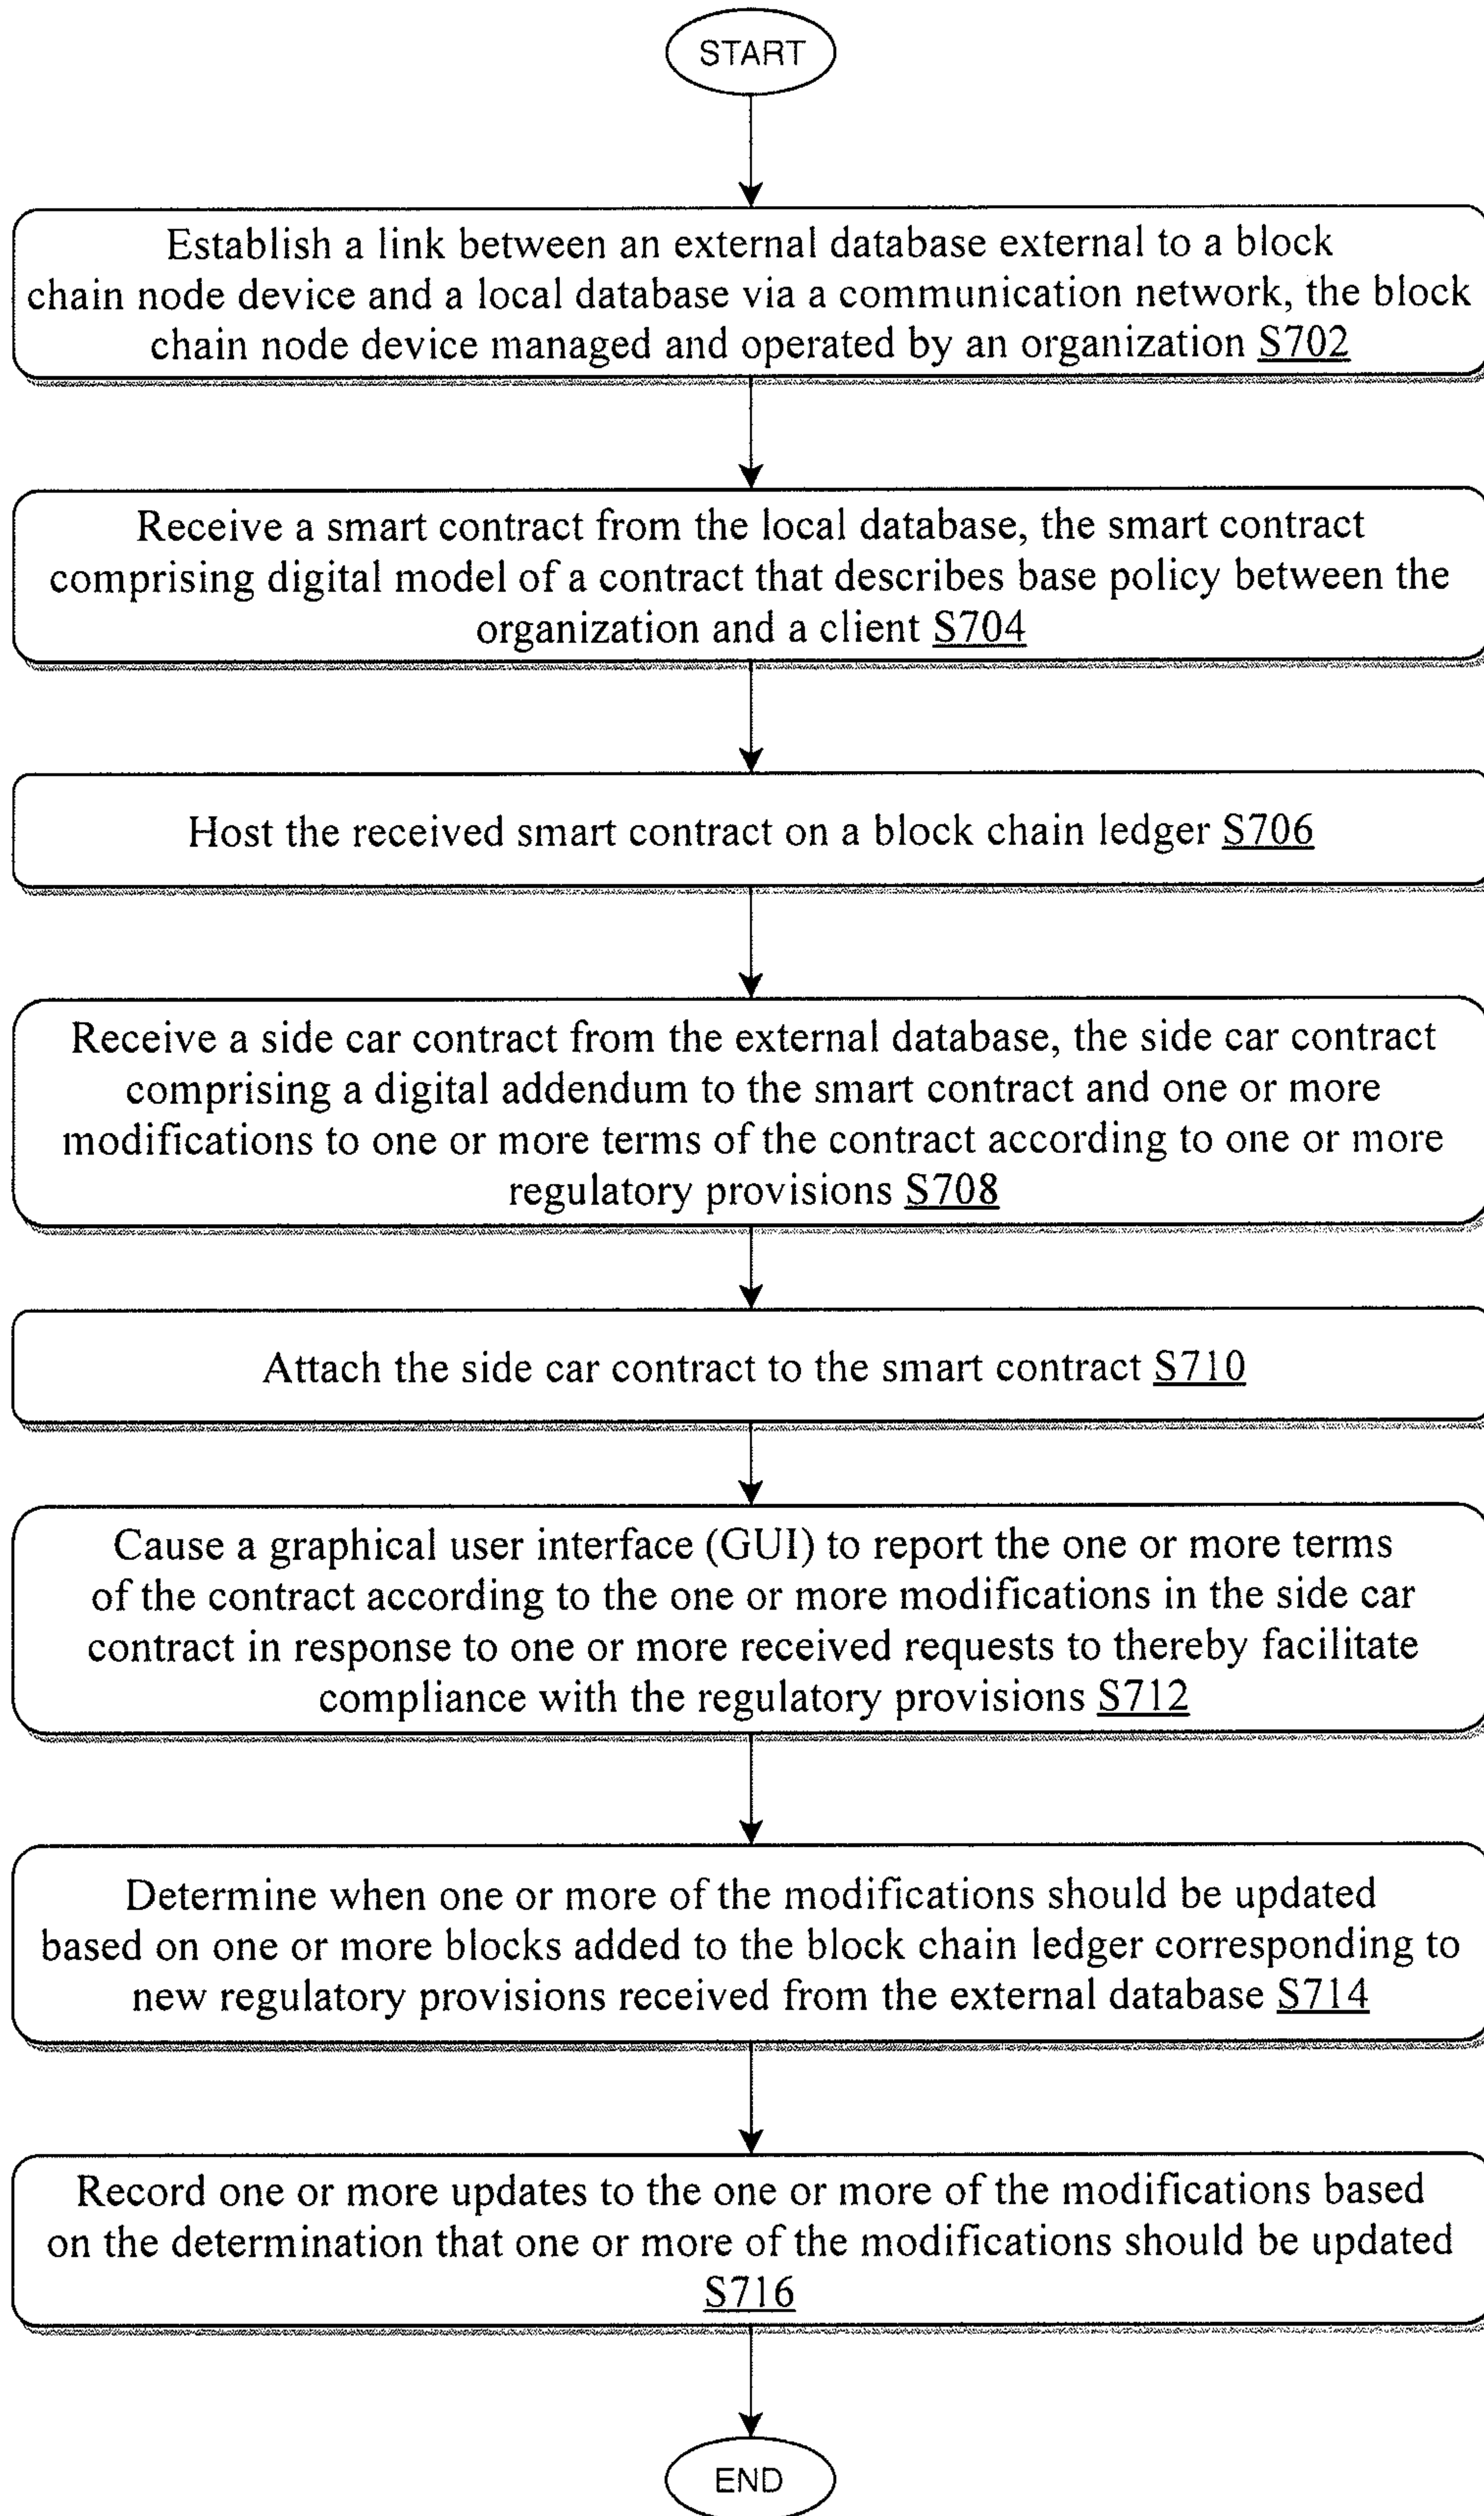 START
Establish a link between an external database external to a block
chain node device and a local database via a communication network, the block
chain node device managed and operated by an organization S702
Receive a smart contract from the local database, the smart contract
comprising digital model of a contract that describes base policy between the
organization and a client S704
Host the received smart contract on a block chain ledger S706
Receive a side car contract from the external database, the side car contract
comprising a digital addendum to the smart contract and one or more
modifications to one or more terms of the contract according to one or more
regulatory provisions S708
Attach the side car contract to the smart contract S710
Cause a graphical user interface (GUI) to report the one or more terms
of the contract according to the one or more modifications in the side car
contract in response to one or more received requests to thereby facilitate
compliance with the regulatory provisions S712
Determine when one or more of the modifications should be updated
based on one or more blocks added to the block chain ledger corresponding to
new regulatory provisions received from the external database S714
Record one or more updates to the one or more of the modifications based
on the determination that one or more of the modifications should be updated
S716
END